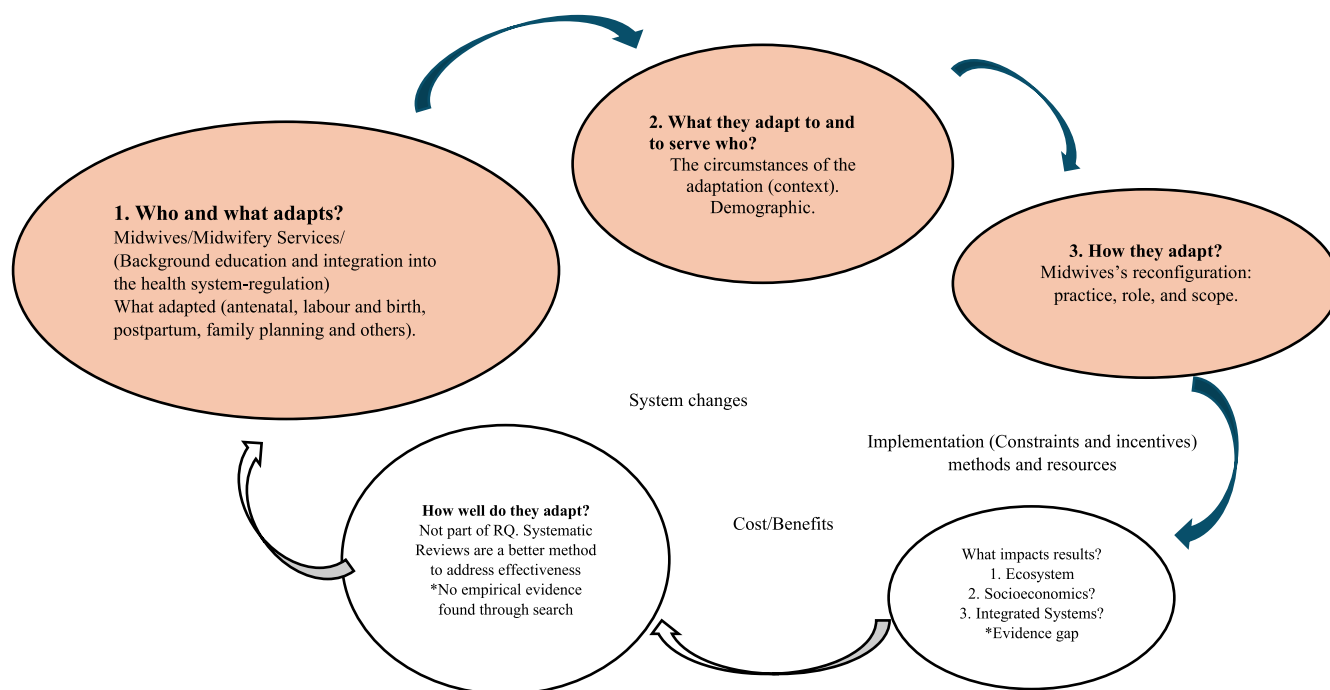 1. Who and what adapts?
Midwives/Midwifery Services/
(Background education and integration into
the health system-regulation)
What adapted (antenatal, labour and birth,
postpartum, family planning and others).
2. What they adapt to and
to serve who?
The circumstances of the
adaptation (context).
Demographic.
3. How they adapt?
Midwives's reconfiguration:
practice, role, and scope.
System changes
Implementation (Constraints and incentives)
methods and resources
Cost/Benefits
What impacts results?
1. Ecosystem
2. Socioeconomics?
3. Integrated Systems?
*Evidence gap
How well do they adapt?
Not part of RQ. Systematic
Reviews are a better method
to address effectiveness
*No empirical evidence
found through search